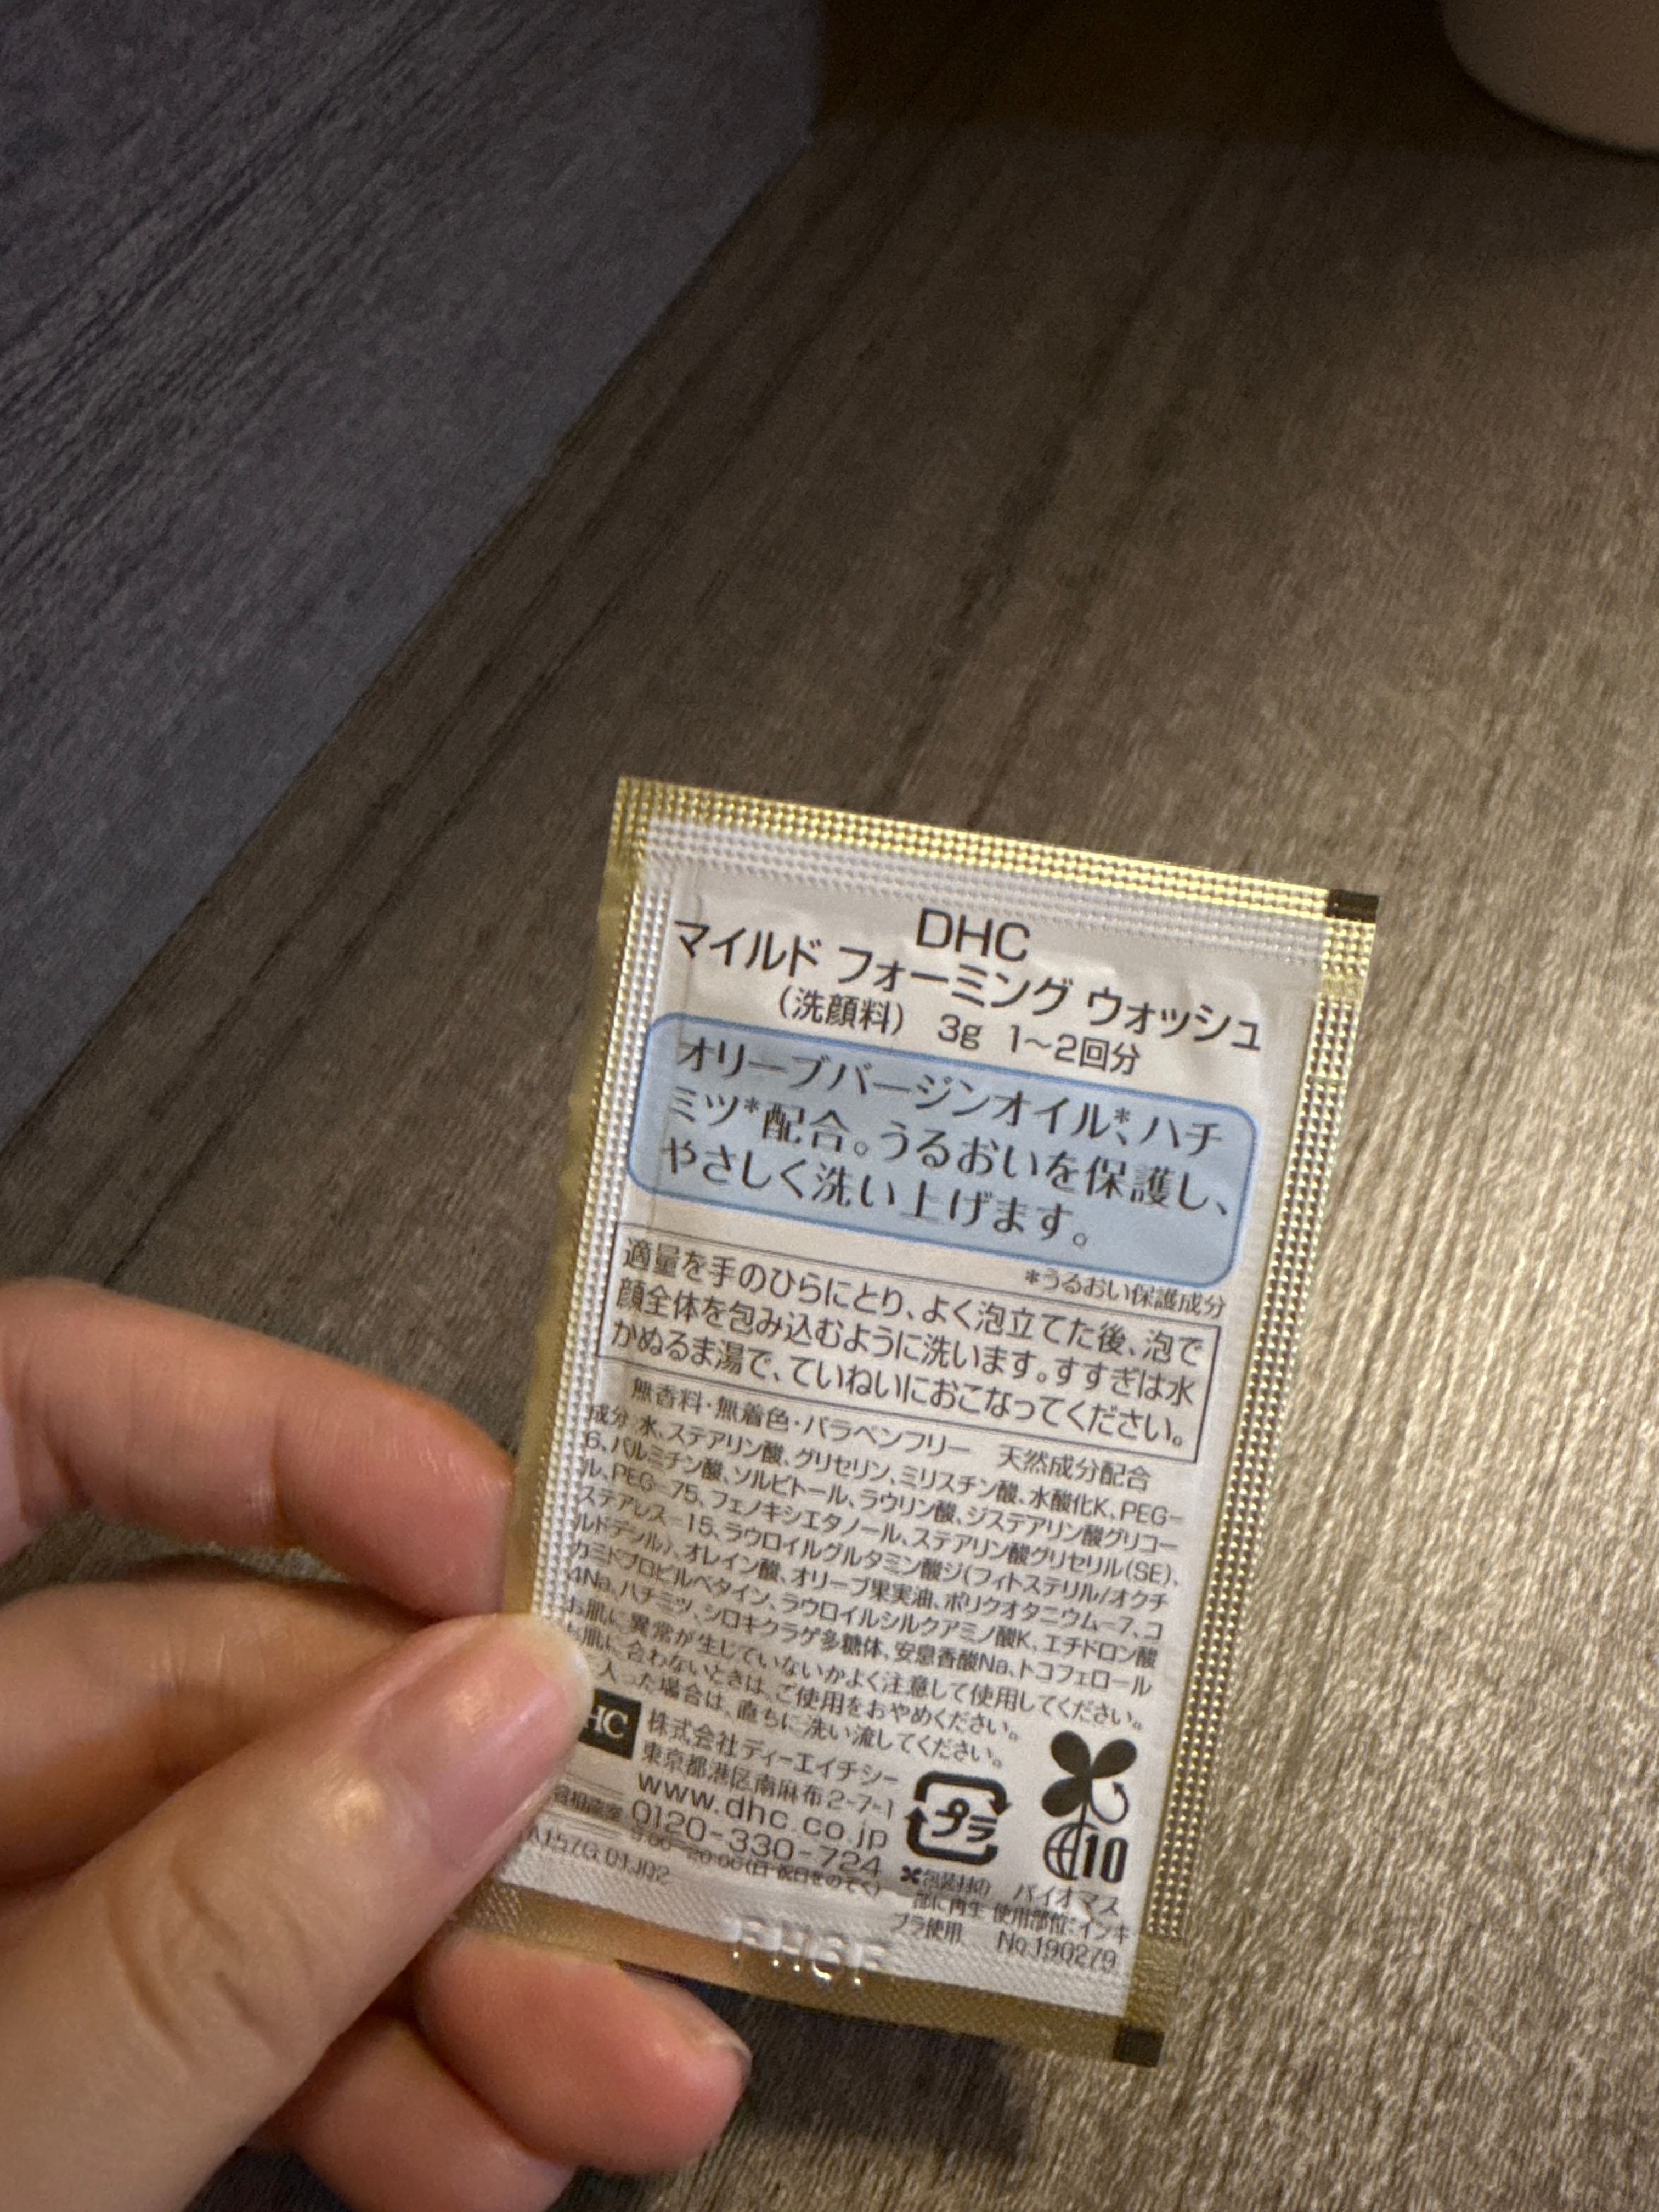 DHC
マイルド フォーミング ウォッシュ
(洗顔料) 3g 1~2回分
オリーブバージンオイル*、ハチ
ミツ*配合。うるおいを保護し、
やさしく洗い上げます。
*うるおい保護成分
適量を手のひらにとり、よく泡立てた後、泡で
顔全体を包み込むように洗います。すすぎは水
かぬるま湯で、ていねいにおこなってください。
無香料・無着色・パラベンフリー 天然成分配合
成分 水、ステアリン酸、グリセリン、ミリスチン酸、水酸化K、PEG-
6、パルミチン酸、ソルビトール、ラウリン酸、ジステアリン酸グリコー
ル、PEG-75、フェノキシエタノール、ステアリン酸グリセリル(SE)、
ステアレス-15、ラウロイルグルタミン酸ジ(フィトステリル/オクチ
ルドデシル)、オレイン酸、オリーブ果実油、ポリクオタニウム-7、コ
カミドプロピルベタイン、ラウロイルシルクアミノ酸K、エチドロン酸
4Na、ハチミツ、シロキクラゲ多糖体、安息香酸Na、トコフェロール
お肌に異常が生じていないかよく注意して使用してください。
お肌に合わないときは、ご使用をおやめください。
入った場合は、直ちに洗い流してください。
HC
株式会社ディーエイチシー
東京都港区南麻布2-7-1
www.dhc.co.jp
0120-330-724
9:00~20:00(日・祝日をのぞく)
プラ
※包装材の
一部に再生
プラ使用
10
バイオマス
使用部位:インキ
No.190279